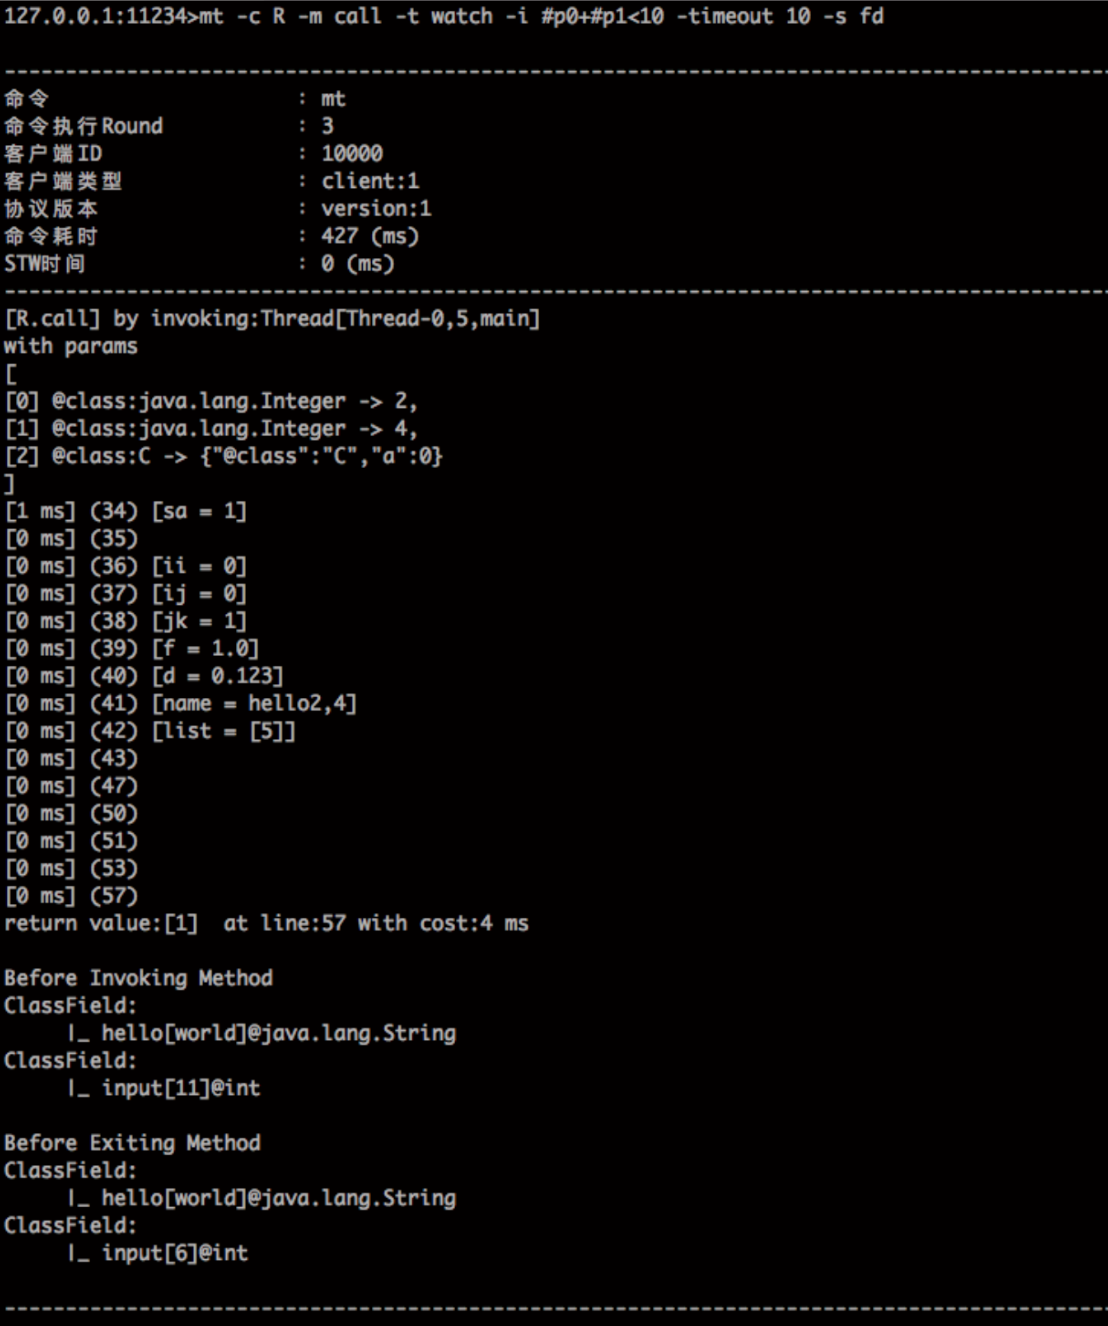 127.0.0.1:11234>mt -c R -m call -t watch -i #p0+#p1<10 -timeout 10 -s fd
--------------------------------------------------------------------------------------------
命令 : mt
命令执行Round : 3
客户端ID : 10000
客户端类型 : client:1
协议版本 : version:1
命令耗时 : 427 (ms)
STW时间 : 0 (ms)
--------------------------------------------------------------------------------------------
[R.call] by invoking:Thread[Thread-0,5,main]
with params
[
[0] @class:java.lang.Integer -> 2,
[1] @class:java.lang.Integer -> 4,
[2] @class:C -> {"@class":"C","a":0}
]
[1 ms] (34) [sa = 1]
[0 ms] (35)
[0 ms] (36) [ii = 0]
[0 ms] (37) [ij = 0]
[0 ms] (38) [jk = 1]
[0 ms] (39) [f = 1.0]
[0 ms] (40) [d = 0.123]
[0 ms] (41) [name = hello2,4]
[0 ms] (42) [list = [5]]
[0 ms] (43)
[0 ms] (47)
[0 ms] (50)
[0 ms] (51)
[0 ms] (53)
[0 ms] (57)
return value:[1]  at line:57 with cost:4 ms
Before Invoking Method
ClassField:
|_ hello[world]@java.lang.String
ClassField:
|_ input[11]@int
Before Exiting Method
ClassField:
|_ hello[world]@java.lang.String
ClassField:
|_ input[6]@int
--------------------------------------------------------------------------------------------